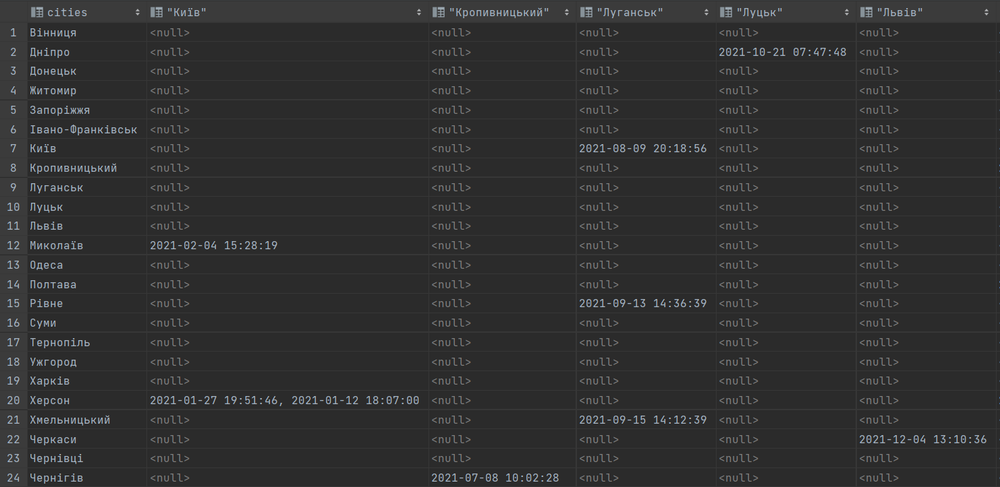 cities "Київ" "Кропивницький" "Луганськ" "Луцьк" "Львів"
1 Вінниця <null> <null> <null> <null> <null>
2 Дніпро <null> <null> <null> 2021-10-21 07:47:48 <null>
3 Донецьк <null> <null> <null> <null> <null>
4 Житомир <null> <null> <null> <null> <null>
5 Запоріжжя <null> <null> <null> <null> <null>
6 Івано-Франківськ <null> <null> <null> <null> <null>
7 Київ <null> <null> 2021-08-09 20:18:56 <null> <null>
8 Кропивницький <null> <null> <null> <null> <null>
9 Луганськ <null> <null> <null> <null> <null>
10 Луцьк <null> <null> <null> <null> <null>
11 Львів <null> <null> <null> <null> <null>
12 Миколаїв 2021-02-04 15:28:19 <null> <null> <null> <null>
13 Одеса <null> <null> <null> <null> <null>
14 Полтава <null> <null> <null> <null> <null>
15 Рівне <null> <null> 2021-09-13 14:36:39 <null> <null>
16 Суми <null> <null> <null> <null> <null>
17 Тернопіль <null> <null> <null> <null> <null>
18 Ужгород <null> <null> <null> <null> <null>
19 Харків <null> <null> <null> <null> <null>
20 Херсон 2021-01-27 19:51:46, 2021-01-12 18:07:00 <null> <null> <null> <null>
21 Хмельницький <null> <null> 2021-09-15 14:12:39 <null> <null>
22 Черкаси <null> <null> <null> <null> 2021-12-04 13:10:36
23 Чернівці <null> <null> <null> <null> <null>
24 Чернігів <null> 2021-07-08 10:02:28 <null> <null> <null>